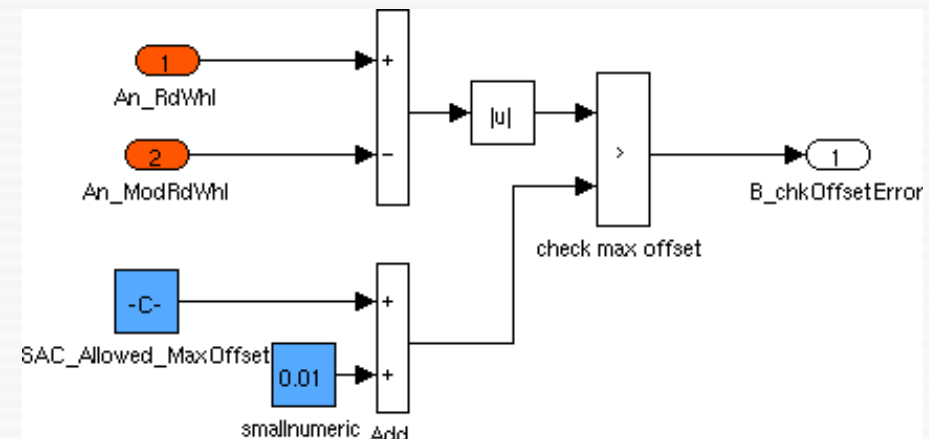 1
An_RdWhl
+
2
An_ModRdWhl
−
|u|
>
check max offset
1
B_chkOffsetError
-C-
SAC_Allowed_MaxOffset
+
0.01
smallnumeric
+
Add